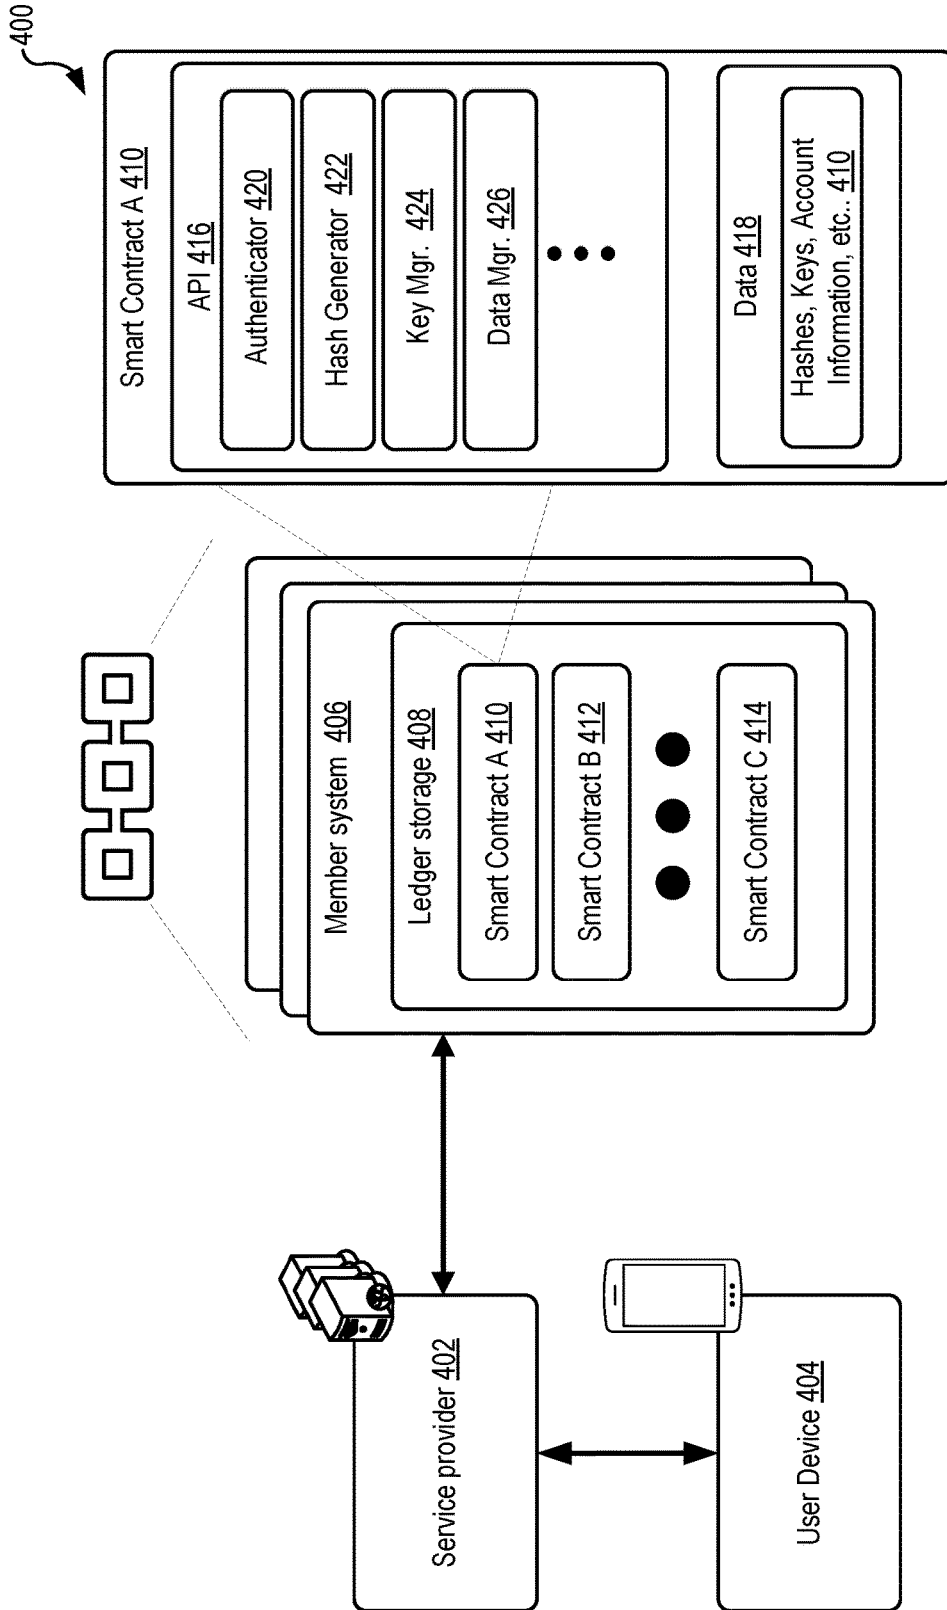 400
Service provider 402
User Device 404
Member system 406
Ledger storage 408
Smart Contract A 410
Smart Contract B 412
Smart Contract C 414
Smart Contract A 410
API 416
Authenticator 420
Hash Generator 422
Key Mgr. 424
Data Mgr. 426
Data 418
Hashes, Keys, Account
Information, etc.. 410